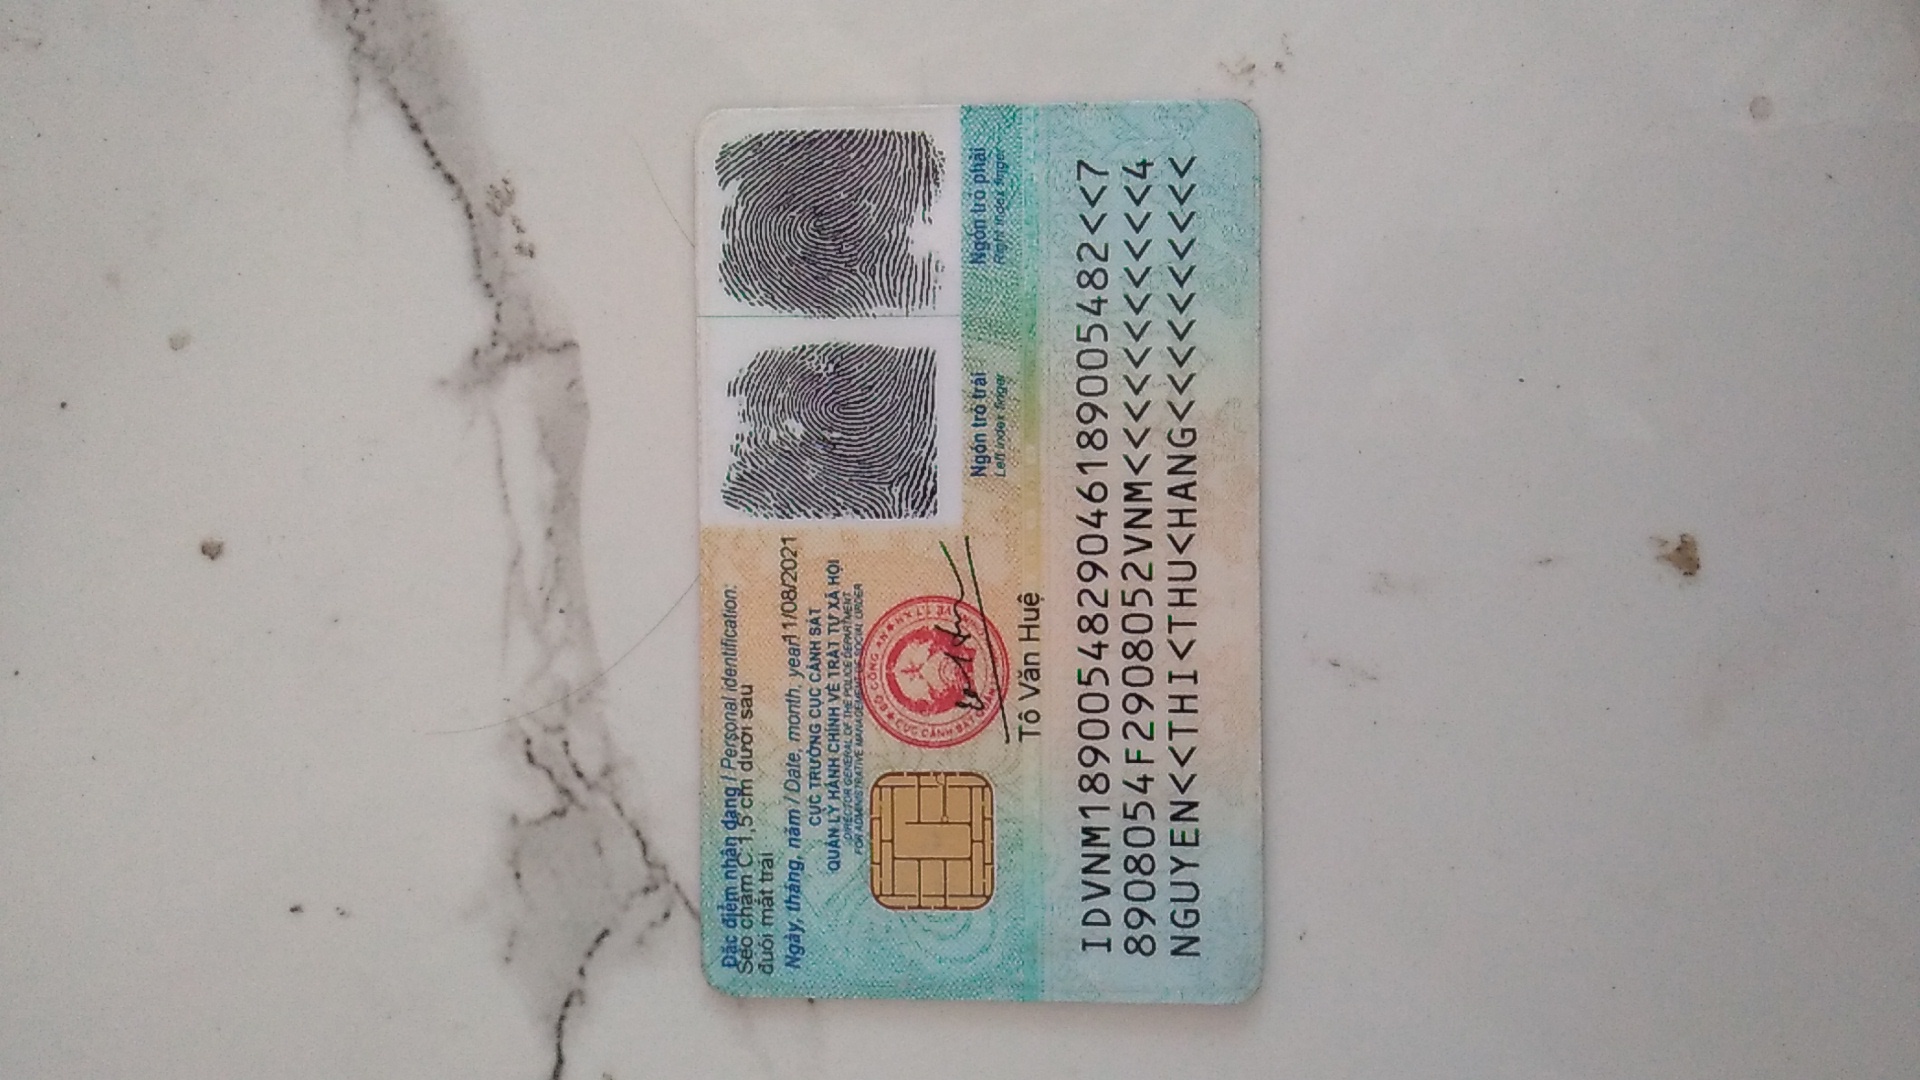 Đặc điểm nhân dạng / Personal identification:
Sẹo chấm C:1,5 cm dưới sau
đuôi mắt trái
Ngày, tháng, năm / Date, month, year 11/08/2021
CỤC TRƯỞNG CỤC CẢNH SÁT
QUẢN LÝ HÀNH CHÍNH VỀ TRẬT TỰ XÃ HỘI
DIRECTOR GENERAL OF THE POLICE DEPARTMENT
FOR ADMINISTRATIVE MANAGEMENT OF SOCIAL ORDER
BỘ CÔNG AN
Tô Văn Huệ
Ngón trỏ trái
Left index finger
Ngón trỏ phải
Right index finger
IDVNM1890054829046189005482<<7
8908054F2908052VNM<<<<<<<<<<<4
NGUYEN<<THI<THU<HANG<<<<<<<<<<